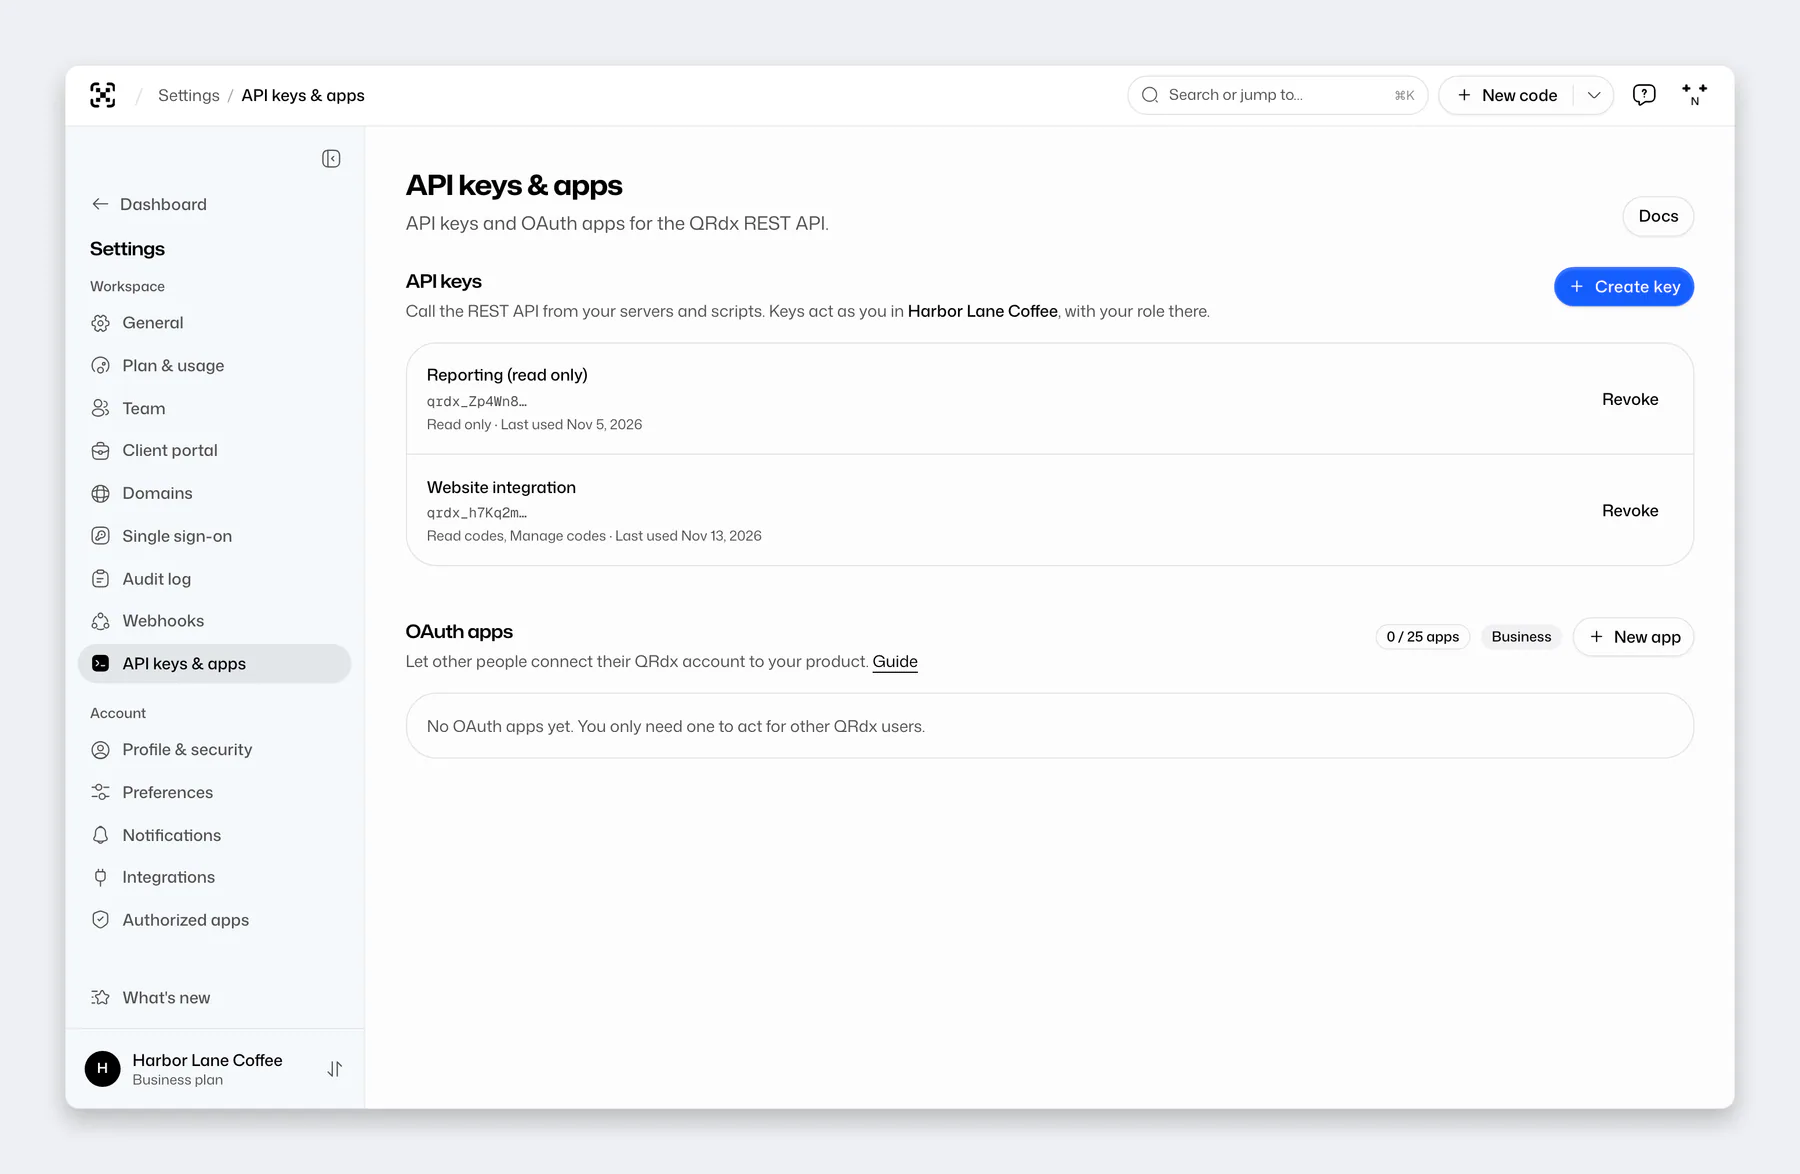 Settings / API keys & apps
Search or jump to...
⌘K
New code
N
Dashboard
Settings
Workspace
General
Plan & usage
Team
Client portal
Domains
Single sign-on
Audit log
Webhooks
API keys & apps
Account
Profile & security
Preferences
Notifications
Integrations
Authorized apps
What's new
H
Harbor Lane Coffee
Business plan
API keys & apps
API keys and OAuth apps for the QRdx REST API.
Docs
API keys
Call the REST API from your servers and scripts. Keys act as you in Harbor Lane Coffee, with your role there.
Create key
Reporting (read only)
qrdx_Zp4Wn8…
Read only · Last used Nov 5, 2026
Revoke
Website integration
qrdx_h7Kq2m…
Read codes, Manage codes · Last used Nov 13, 2026
Revoke
OAuth apps
Let other people connect their QRdx account to your product. Guide
0 / 25 apps
Business
New app
No OAuth apps yet. You only need one to act for other QRdx users.